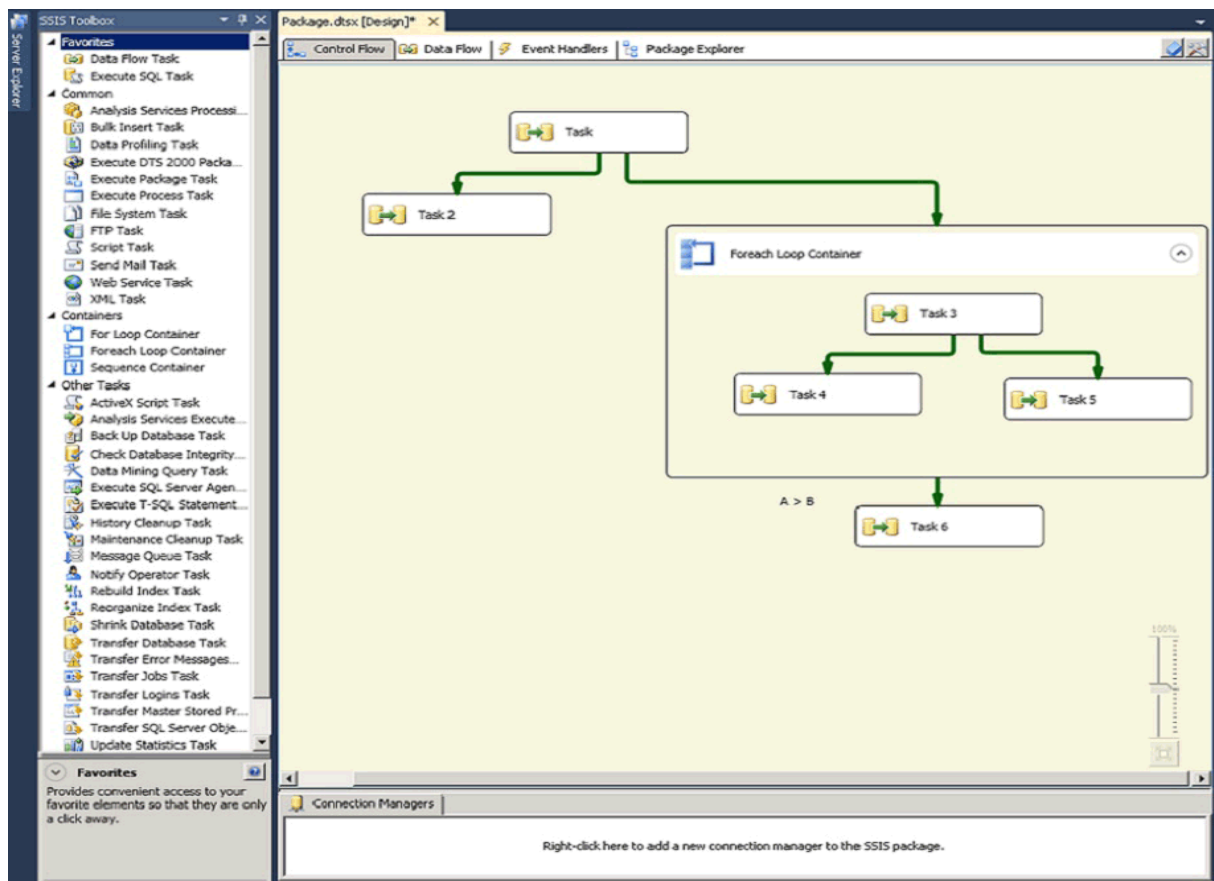 Server Explorer
SSIS Toolbox
Favorites
Data Flow Task
Execute SQL Task
Common
Analysis Services Processi...
Bulk Insert Task
Data Profiling Task
Execute DTS 2000 Packa...
Execute Package Task
Execute Process Task
File System Task
FTP Task
Script Task
Send Mail Task
Web Service Task
XML Task
Containers
For Loop Container
Foreach Loop Container
Sequence Container
Other Tasks
ActiveX Script Task
Analysis Services Execute...
Back Up Database Task
Check Database Integrity...
Data Mining Query Task
Execute SQL Server Agen...
Execute T-SQL Statement...
History Cleanup Task
Maintenance Cleanup Task
Message Queue Task
Notify Operator Task
Rebuild Index Task
Reorganize Index Task
Shrink Database Task
Transfer Database Task
Transfer Error Messages...
Transfer Jobs Task
Transfer Logins Task
Transfer Master Stored Pr...
Transfer SQL Server Obje...
Update Statistics Task
Favorites
Provides convenient access to your
favorite elements so that they are only
a click away.
Package.dtsx [Design]*
Control Flow
Data Flow
Event Handlers
Package Explorer
Task
Task 2
Foreach Loop Container
Task 3
Task 4
Task 5
A > B
Task 6
100%
Connection Managers
Right-click here to add a new connection manager to the SSIS package.